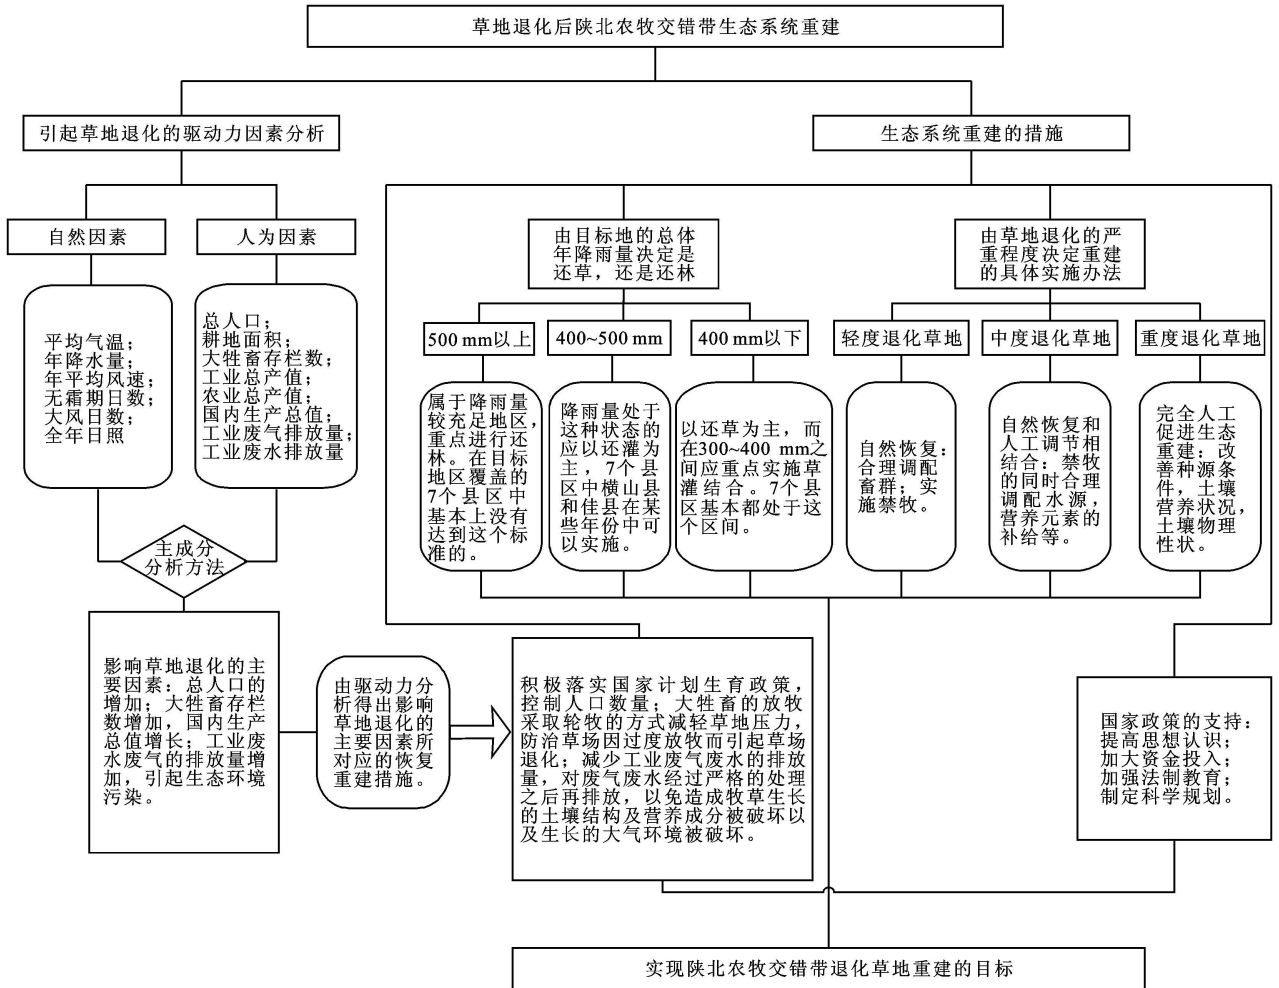 草地退化后陕北农牧交错带生态系统重建
引起草地退化的驱动力因素分析
生态系统重建的措施
自然因素
人为因素
由目标地的总体
年降雨量决定是
还草，还是还林
由草地退化的严
重程度决定重建
的具体实施办法
平均气温；
年降水量；
年平均风速；
无霜期日数；
大风日数；
全年日照
总人口；
耕地面积；
大牲畜存栏数；
工业总产值；
农业总产值；
国内生产总值；
工业废气排放量；
工业废水排放量
500 mm以上
400~500 mm
400 mm以下
轻度退化草地
中度退化草地
重度退化草地
属于降雨量
较充足地区，
重点进行还
林。在目标
地区覆盖的
7个县区中
基本上没有
达到这个标
准的。
降雨量处于
这种状态的
应以还灌为
主，7个县
区中横山县
和佳县在某
些年份中可
以实施。
以还草为主，而
在300~400 mm之
间应重点实施草
灌结合。7个县
区基本都处于这
个区间。
自然恢复：
合理调配
畜群；实
施禁牧。
自然恢复和
人工调节相
结合：禁牧
的同时合理
调配水源，
营养元素的
补给等。
完全人工
促进生态
重建：改
善种源条
件，土壤
营养状况，
土壤物理
性状。
主成分
分析方法
影响草地退化的主
要因素：总人口的
增加；大牲畜存栏
数增加，国内生产
总值增长；工业废
水废气的排放量增
加，引起生态环境
污染。
由驱动力分
析得出影响
草地退化的
主要因素所
对应的恢复
重建措施。
积极落实国家计划生育政策，
控制人口数量；大牲畜的放牧
采取轮牧的方式减轻草地压力，
防治草场因过度放牧而引起草场
退化；减少工业废气废水的排放
量，对废气废水经过严格的处理
之后再排放，以免造成牧草生长
的土壤结构及营养成分被破坏以
及生长的大气环境被破坏。
国家政策的支持：
提高思想认识；
加大资金投入；
加强法制教育；
制定科学规划。
实现陕北农牧交错带退化草地重建的目标